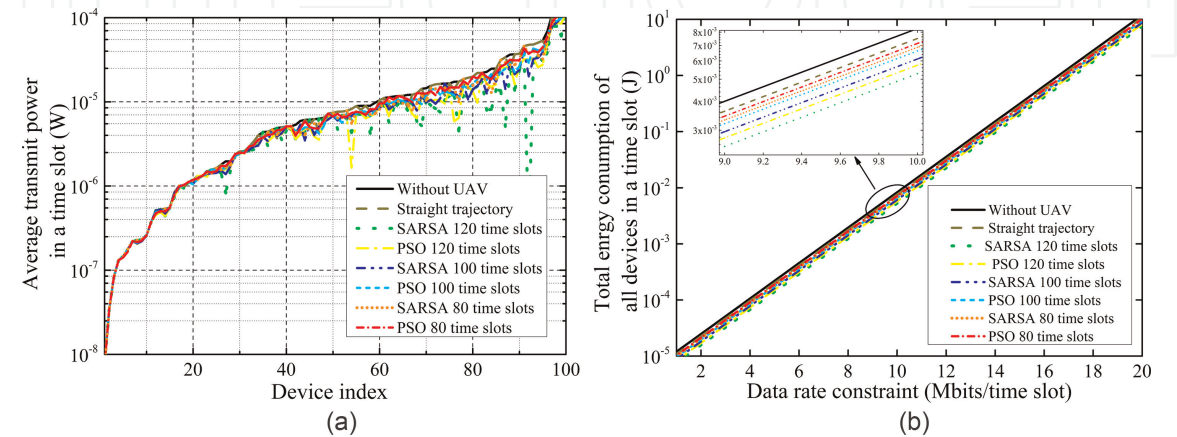 Average transmit power
in a time slot (W)
10^-4
10^-5
10^-6
10^-7
10^-8
20 40 60 80 100
Device index
Without UAV
Straight trajectory
SARSA 120 time slots
PSO 120 time slots
SARSA 100 time slots
PSO 100 time slots
SARSA 80 time slots
PSO 80 time slots
(a)
Total enrgy conumption of
all devices in a time slot (J)
10^1
10^0
10^-1
10^-2
10^-3
10^-4
10^-5
2 4 6 8 10 12 14 16 18 20
Data rate constraint (Mbits/time slot)
8x10^-3
7x10^-3
6x10^-3
5x10^-3
4x10^-3
3x10^-3
9.0 9.2 9.4 9.6 9.8 10.0
Without UAV
Straight trajectory
SARSA 120 time slots
PSO 120 time slots
SARSA 100 time slots
PSO 100 time slots
SARSA 80 time slots
PSO 80 time slots
(b)